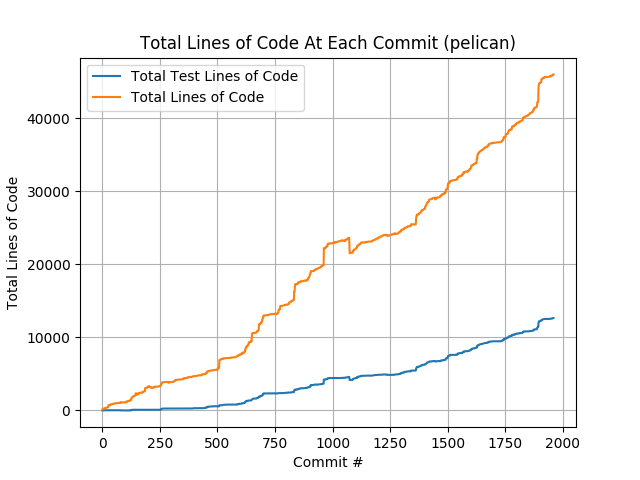 Total Lines of Code At Each Commit (pelican)
Total Test Lines of Code
Total Lines of Code
Total Lines of Code
40000
30000
20000
10000
0
0 250 500 750 1000 1250 1500 1750 2000
Commit #